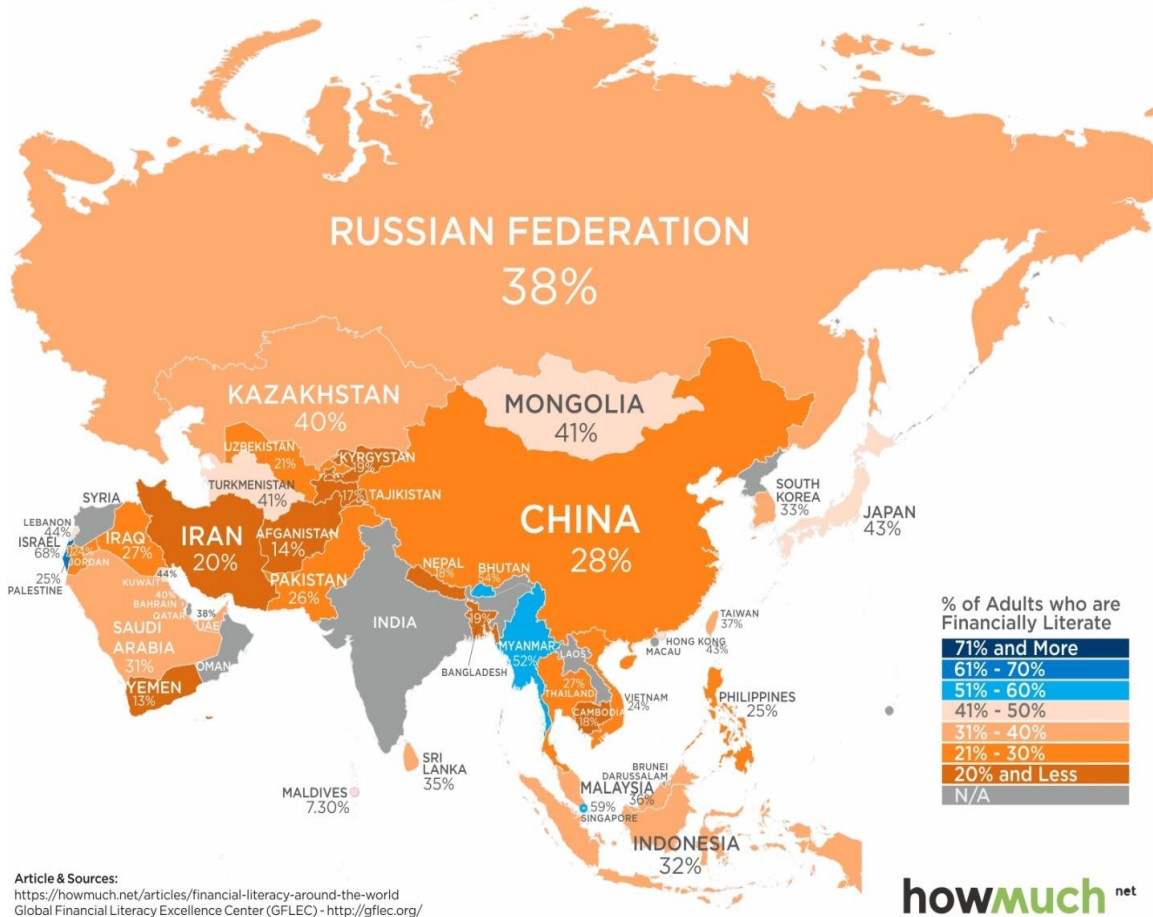 RUSSIAN FEDERATION
38%
KAZAKHSTAN
40%
MONGOLIA
41%
UZBEKISTAN
21%
KYRGYSTAN
19%
TURKMENISTAN
41%
17%
TAJIKISTAN
CHINA
28%
SOUTH
KOREA
33%
JAPAN
43%
SYRIA
LEBANON
44%
ISRAEL
68%
IRAQ
27%
24%
JORDAN
25%
PALESTINE
IRAN
20%
AFGANISTAN
14%
PAKISTAN
26%
KUWAIT
44%
40%
BAHRAIN
QATAR
38%
UAE
SAUDI
ARABIA
31%
OMAN
YEMEN
13%
INDIA
NEPAL
18%
BHUTAN
54%
19%
BANGLADESH
MYANMAR
52%
LAOS
27%
THAILAND
CAMBODIA
18%
VIETNAM
24%
TAIWAN
37%
HONG KONG
43%
MACAU
PHILIPPINES
25%
SRI
LANKA
35%
MALDIVES
7.30%
BRUNEI
DARUSSALAM
MALAYSIA
36%
59%
SINGAPORE
INDONESIA
32%
% of Adults who are
Financially Literate
71% and More
61% - 70%
51% - 60%
41% - 50%
31% - 40%
21% - 30%
20% and Less
N/A
Article & Sources:
https://howmuch.net/articles/financial-literacy-around-the-world
Global Financial Literacy Excellence Center (GFLEC) - http://gflec.org/
howmuch net